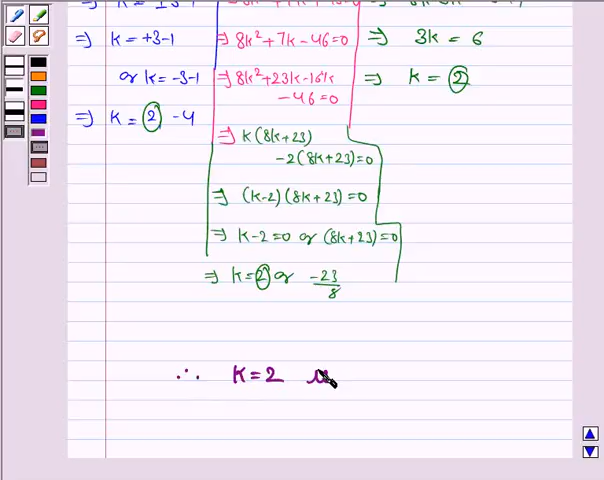 ⇒ k = +3-1
or k = -3-1
⇒ k = 2, -4
⇒ 8k²+7k-46=0
⇒ 8k²+23k-16k
-46=0
⇒ k(8k+23)
-2(8k+23)=0
⇒ (k-2)(8k+23)=0
⇒ k-2=0 or (8k+23)=0
⇒ k=2 or -23/8
⇒ 3k = 6
⇒ k = 2
∴ k=2